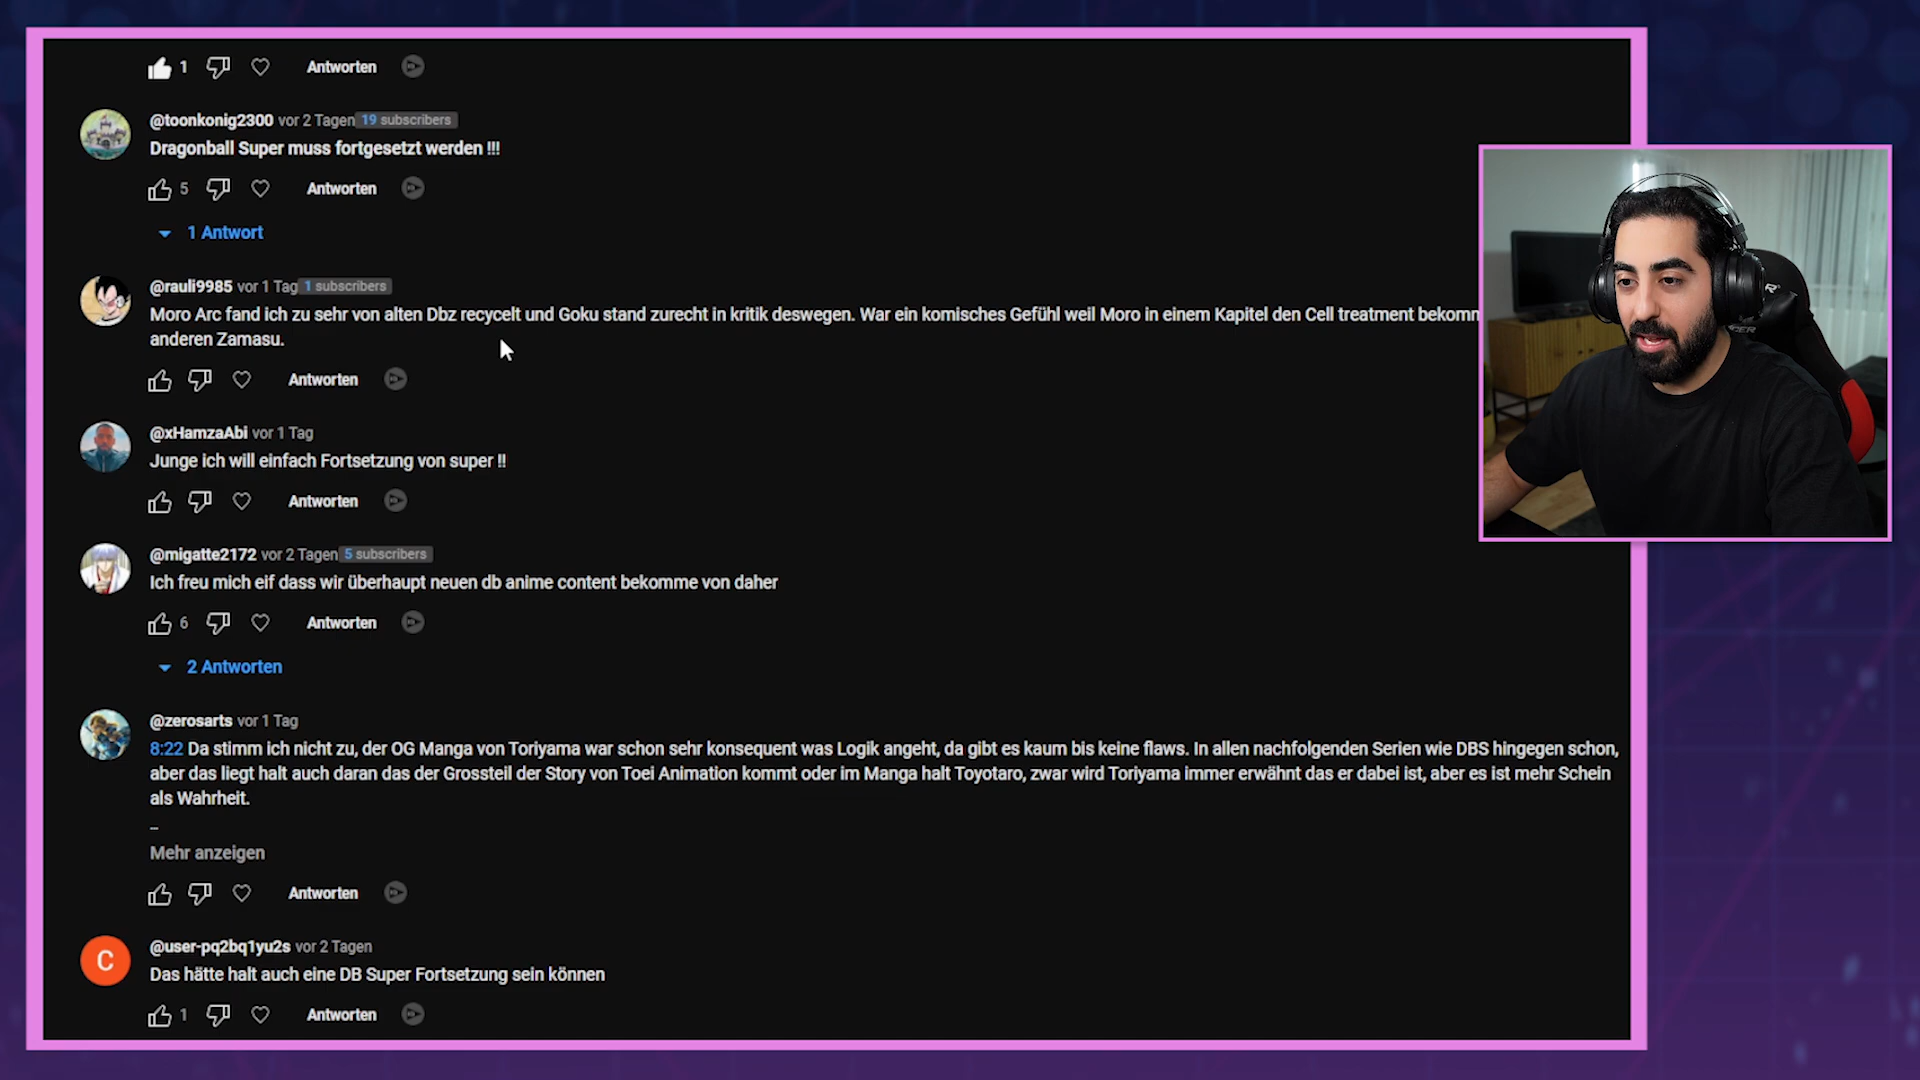 1 Antworten
@toonkonig2300 vor 2 Tagen 19 subscribers
Dragonball Super muss fortgesetzt werden !!!
5 Antworten
1 Antwort
@rauli9985 vor 1 Tag 1 subscribers
Moro Arc fand ich zu sehr von alten Dbz recycelt und Goku stand zurecht in kritik deswegen. War ein komisches Gefühl weil Moro in einem Kapitel den Cell treatment
anderen Zamasu.
Antworten
@xHamzaAbi vor 1 Tag
Junge ich will einfach Fortsetzung von super !!
Antworten
@migatte2172 vor 2 Tagen 5 subscribers
Ich freu mich eif dass wir überhaupt neuen db anime content bekomme von daher
6 Antworten
2 Antworten
@zerosarts vor 1 Tag
8:22 Da stimm ich nicht zu, der OG Manga von Toriyama war schon sehr konsequent was Logik angeht, da gibt es kaum bis keine flaws. In allen nachfolgenden Serien wie DBS hingegen schon,
aber das liegt halt auch daran das der Grossteil der Story von Toei Animation kommt oder im Manga halt Toyotaro, zwar wird Toriyama immer erwähnt das er dabei ist, aber es ist mehr Schein
als Wahrheit.
Mehr anzeigen
Antworten
C
@user-pq2bq1yu2s vor 2 Tagen
Das hätte halt auch eine DB Super Fortsetzung sein können
1 Antworten